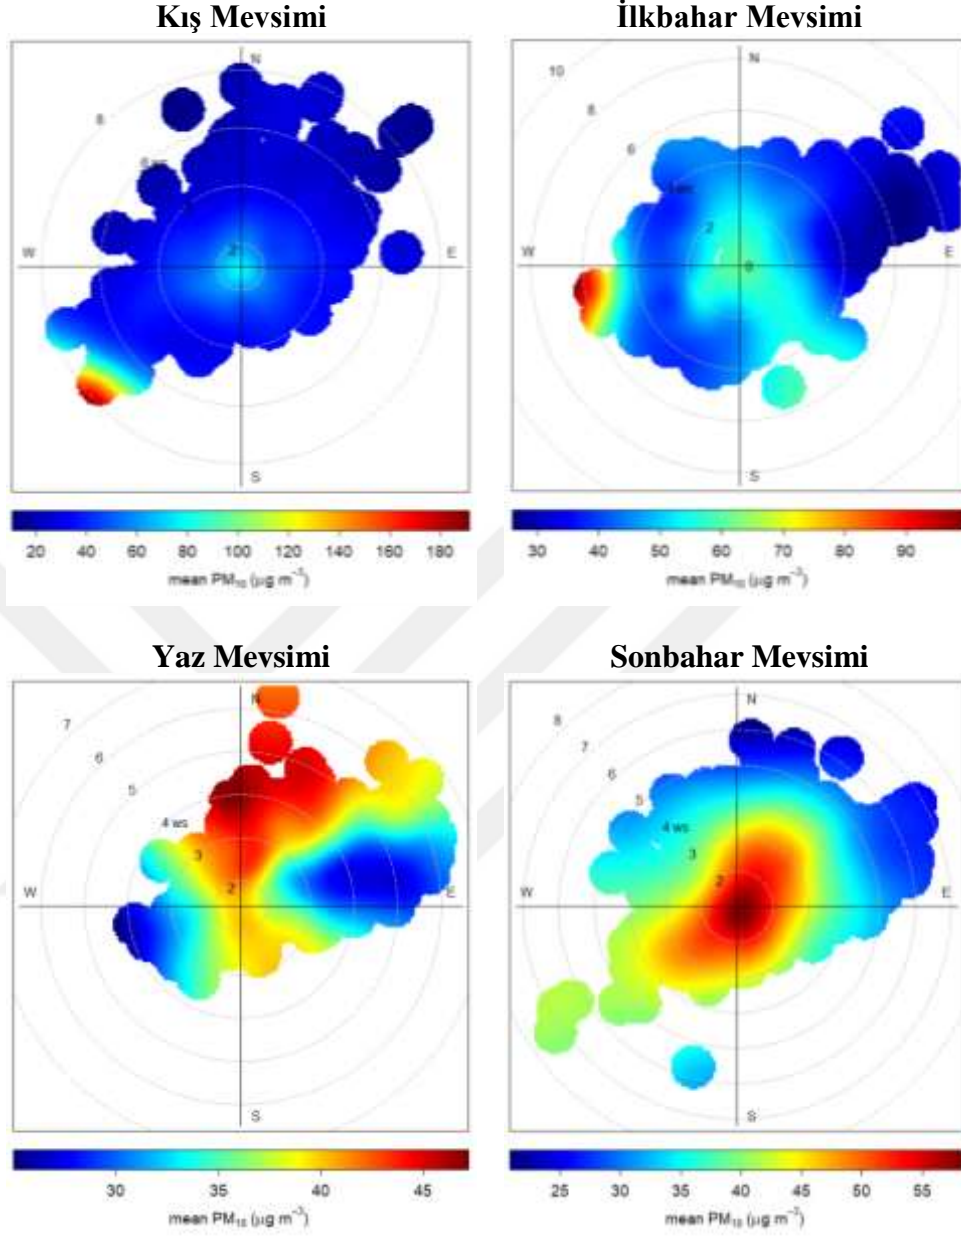 Kış Mevsimi
İlkbahar Mevsimi
N
8
6 ws
2
W
E
S
20 40 60 80 100 120 140 160 180
mean PM₁₀ (µg m⁻³)
N
10
8
6
2
0
W
E
S
30 40 50 60 70 80 90
mean PM₁₀ (µg m⁻³)
Yaz Mevsimi
Sonbahar Mevsimi
N
7
6
5
4 ws
3
2
W
E
S
30 35 40 45
mean PM₁₀ (µg m⁻³)
N
8
7
6
5
4 ws
3
2
W
E
S
25 30 35 40 45 50 55
mean PM₁₀ (µg m⁻³)